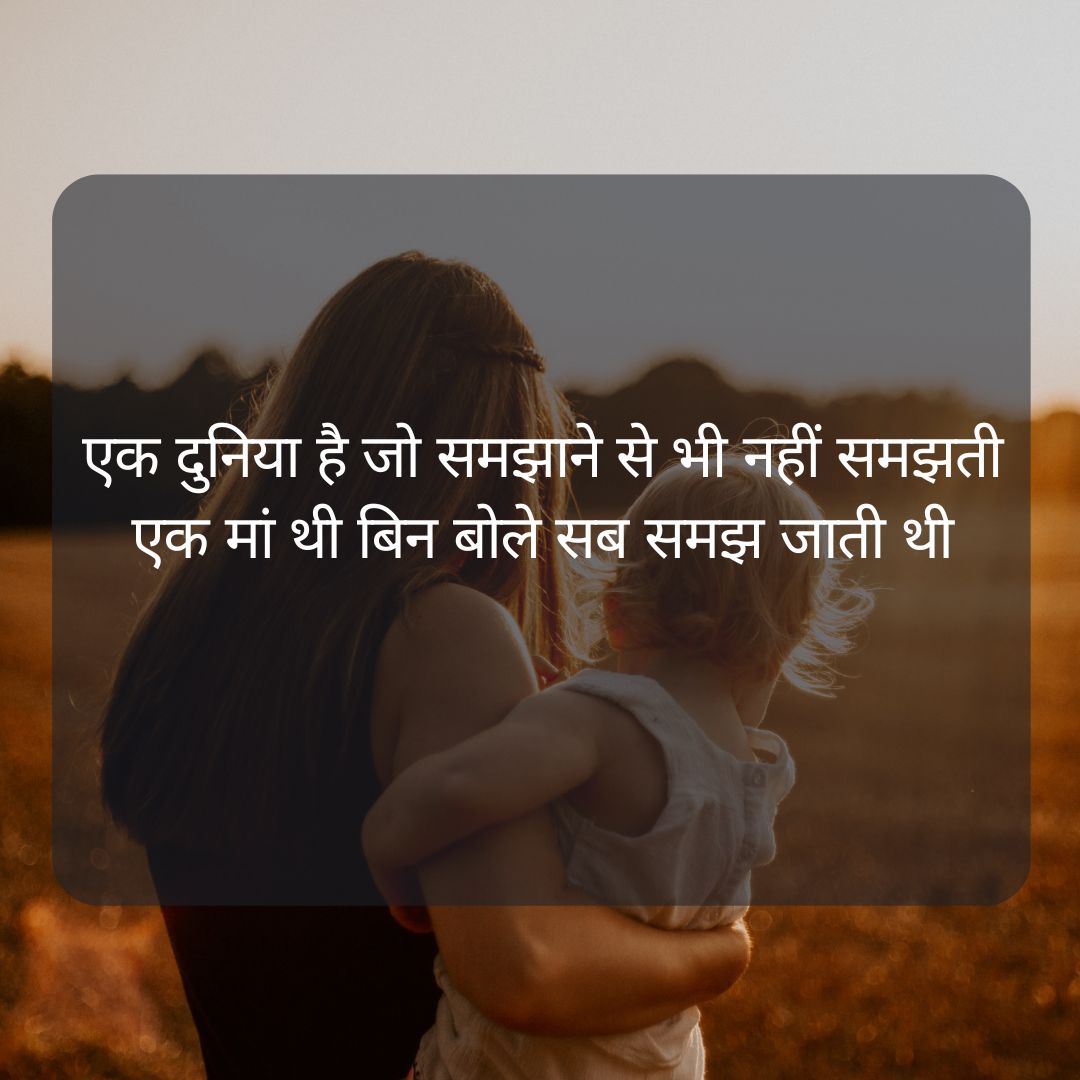 एक दुनिया है जो समझाने से भी नहीं समझती
एक मां थी बिन बोले सब समझ जाती थी